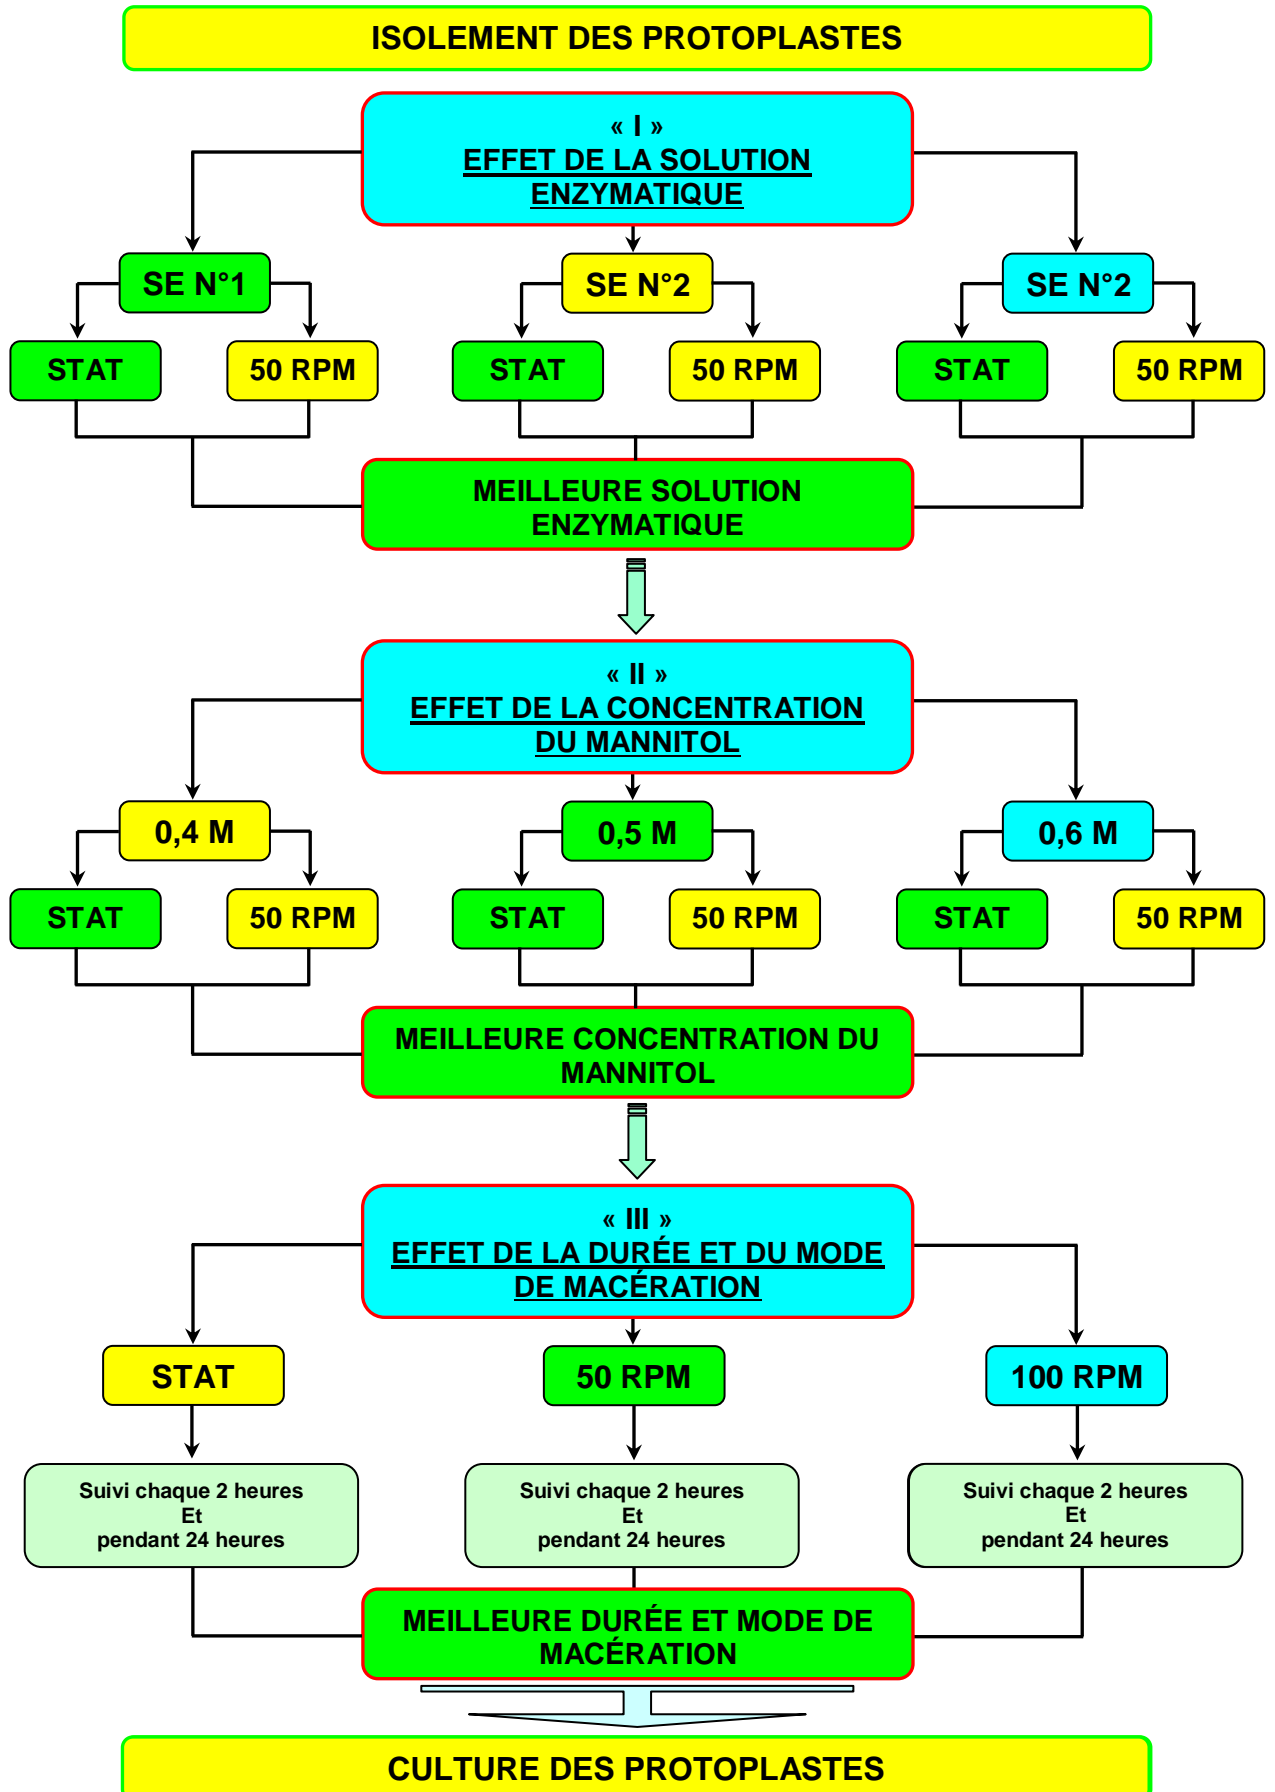 ISOLEMENT DES PROTOPLASTES
« I »
EFFET DE LA SOLUTION
ENZYMATIQUE
SE N°1
SE N°2
SE N°2
STAT
50 RPM
STAT
50 RPM
STAT
50 RPM
MEILLEURE SOLUTION
ENZYMATIQUE
« II »
EFFET DE LA CONCENTRATION
DU MANNITOL
0,4 M
0,5 M
0,6 M
STAT
50 RPM
STAT
50 RPM
STAT
50 RPM
MEILLEURE CONCENTRATION DU
MANNITOL
« III »
EFFET DE LA DURÉE ET DU MODE
DE MACÉRATION
STAT
50 RPM
100 RPM
Suivi chaque 2 heures
Et
pendant 24 heures
Suivi chaque 2 heures
Et
pendant 24 heures
Suivi chaque 2 heures
Et
pendant 24 heures
MEILLEURE DURÉE ET MODE DE
MACÉRATION
CULTURE DES PROTOPLASTES